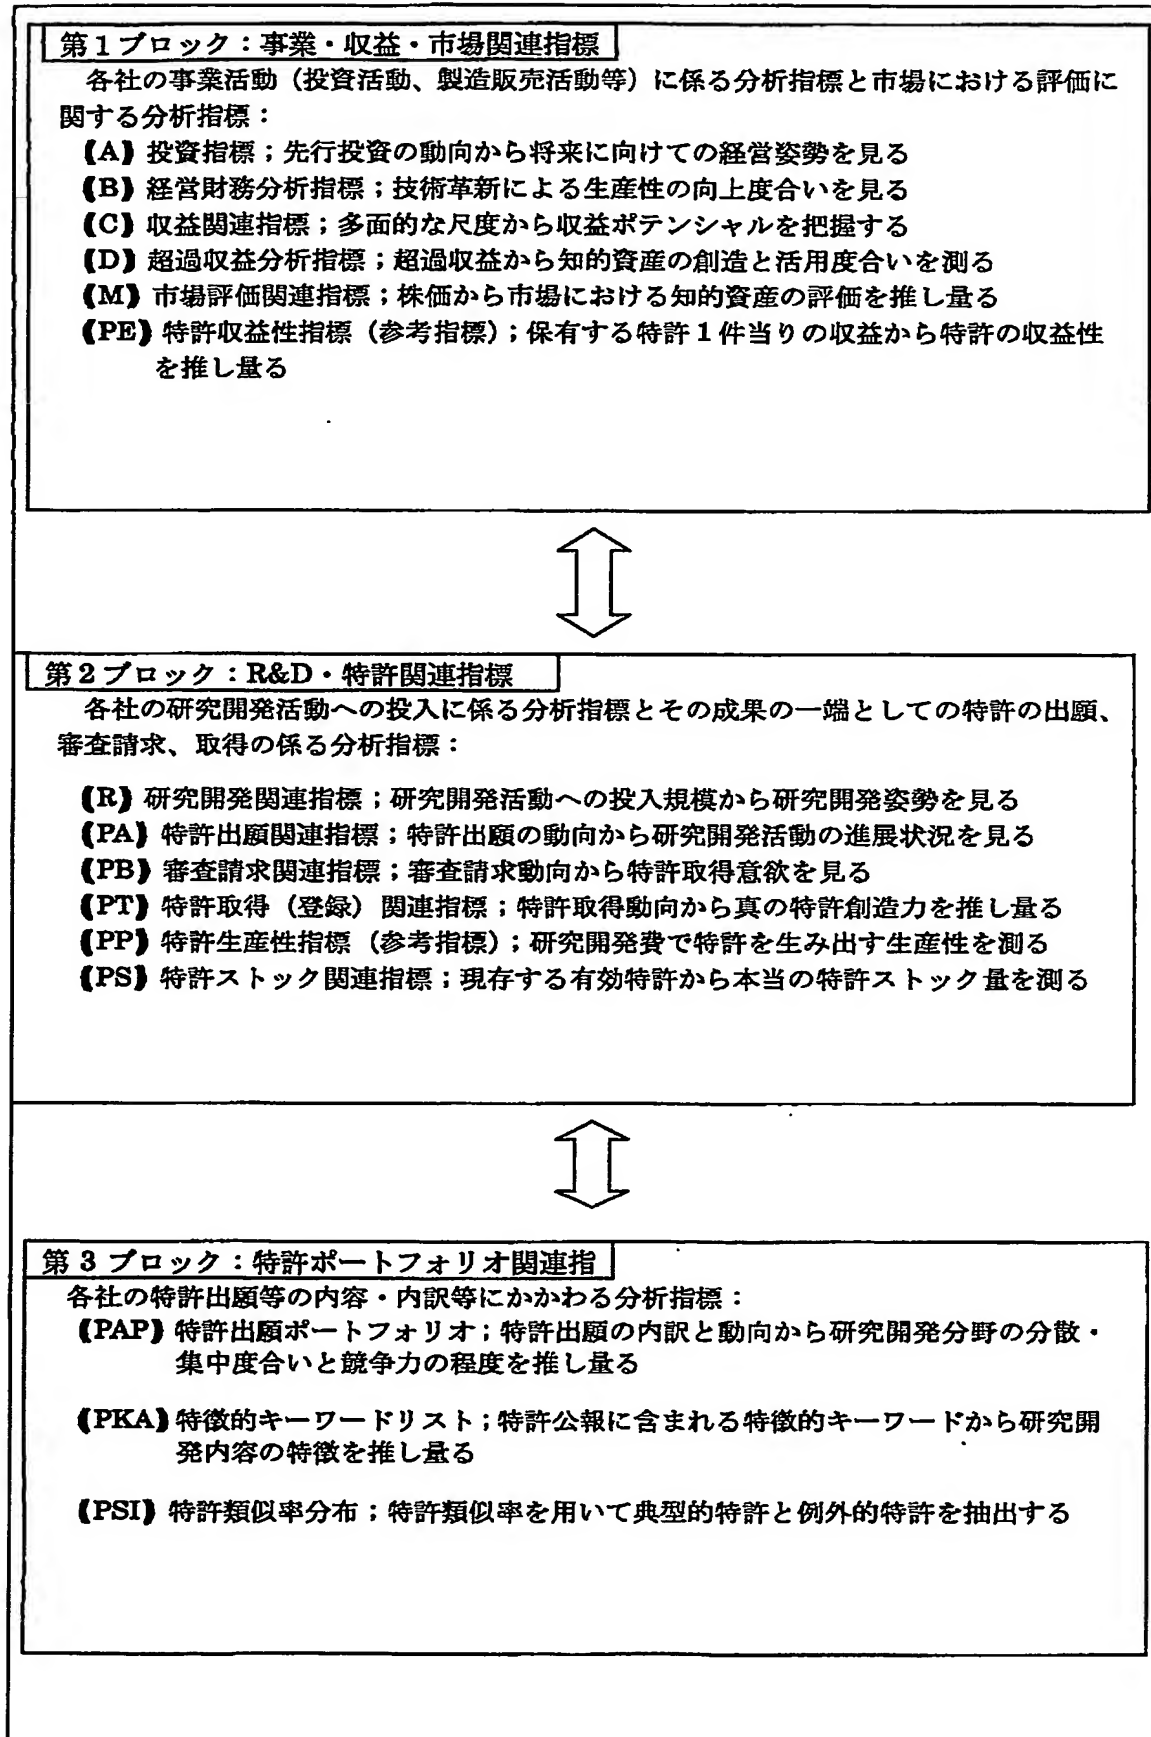 第1ブロック:事業・収益・市場関連指標
各社の事業活動(投資活動、製造販売活動等)に係る分析指標と市場における評価に
関する分析指標:
【A】投資指標;先行投資の動向から将来に向けての経営姿勢を見る
【B】経営財務分析指標;技術革新による生産性の向上度合いを見る
【C】収益関連指標;多面的な尺度から収益ポテンシャルを把握する
【D】超過収益分析指標;超過収益から知的資産の創造と活用度合いを測る
【M】市場評価関連指標;株価から市場における知的資産の評価を推し量る
【PE】特許収益性指標(参考指標);保有する特許1件当りの収益から特許の収益性
を推し量る
第2ブロック:R&D・特許関連指標
各社の研究開発活動への投入に係る分析指標とその成果の一端としての特許の出願、
審査請求、取得の係る分析指標:
【R】研究開発関連指標;研究開発活動への投入規模から研究開発姿勢を見る
【PA】特許出願関連指標;特許出願の動向から研究開発活動の進展状況を見る
【PB】審査請求関連指標;審査請求動向から特許取得意欲を見る
【PT】特許取得(登録)関連指標;特許取得動向から真の特許創造力を推し量る
【PP】特許生産性指標(参考指標);研究開発費で特許を生み出す生産性を測る
【PS】特許ストック関連指標;現存する有効特許から本当の特許ストック量を測る
第3ブロック:特許ポートフォリオ関連指
各社の特許出願等の内容・内訳等にかかわる分析指標:
【PAP】特許出願ポートフォリオ;特許出願の内訳と動向から研究開発分野の分散・
集中度合いと競争力の程度を推し量る
【PKA】特徴的キーワードリスト;特許公報に含まれる特徴的キーワードから研究開
発内容の特徴を推し量る
【PSI】特許類似率分布;特許類似率を用いて典型的特許と例外的特許を抽出する